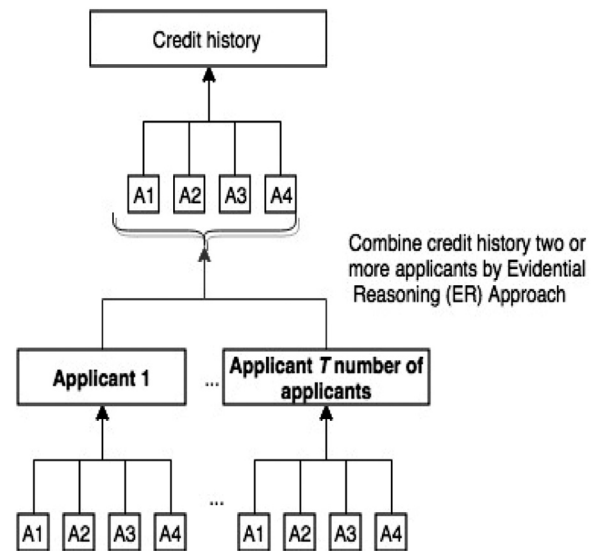 Credit history
A1 A2 A3 A4
Combine credit history two or
more applicants by Evidential
Reasoning (ER) Approach
Applicant 1 ... Applicant T number of
applicants
...
A1 A2 A3 A4 A1 A2 A3 A4